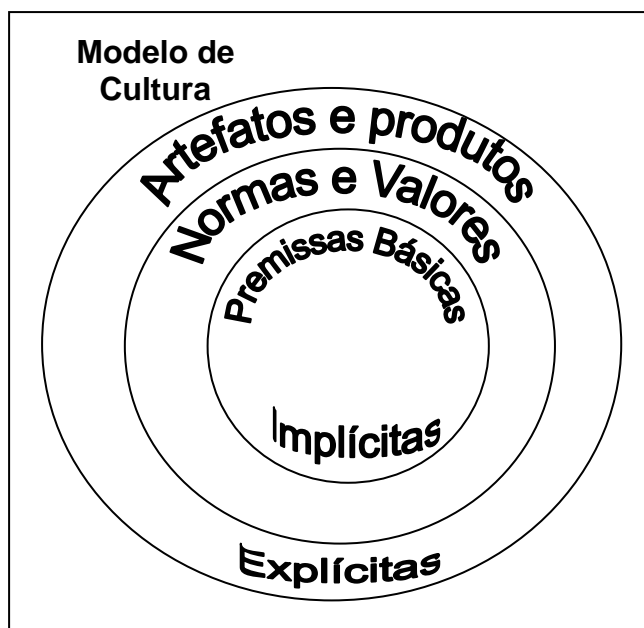 Modelo de
Cultura
Artefatos e produtos
Normas e Valores
Premissas Básicas
Implícitas
Explícitas